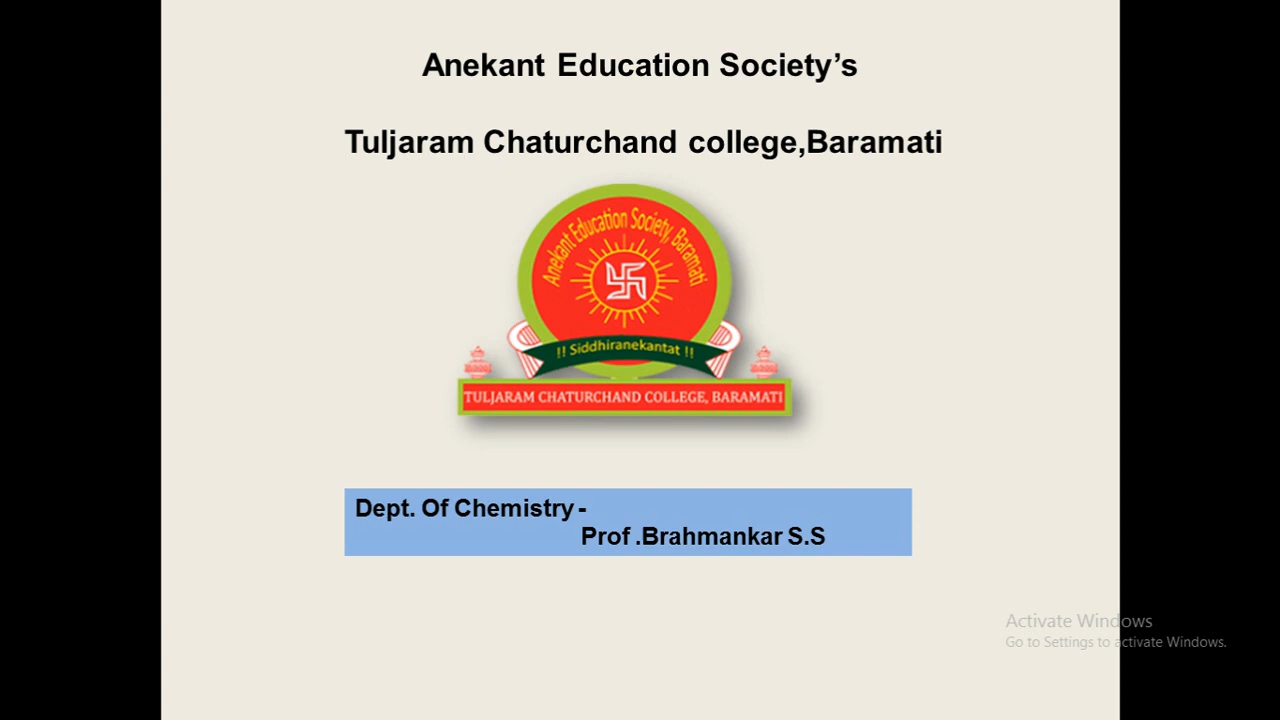 Anekant Education Society’s
Tuljaram Chaturchand college,Baramati
Anekant Education Society, Baramati
!! Siddhiranekantat !!
TULJARAM CHATURCHAND COLLEGE, BARAMATI
Dept. Of Chemistry -
Prof .Brahmankar S.S
Activate Windows
Go to Settings to activate Windows.